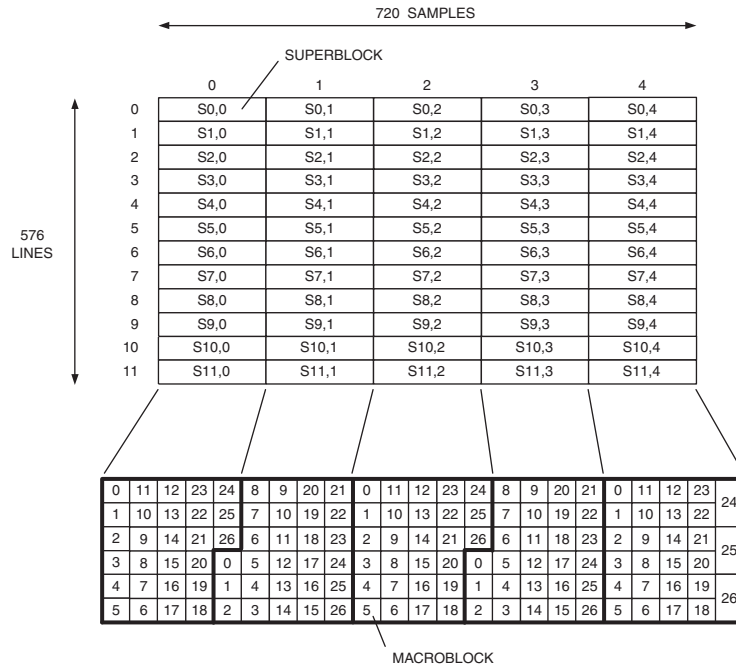 720 SAMPLES
SUPERBLOCK
0 1 2 3 4
0 S0,0 S0,1 S0,2 S0,3 S0,4
1 S1,0 S1,1 S1,2 S1,3 S1,4
2 S2,0 S2,1 S2,2 S2,3 S2,4
3 S3,0 S3,1 S3,2 S3,3 S3,4
4 S4,0 S4,1 S4,2 S4,3 S4,4
5 S5,0 S5,1 S5,2 S5,3 S5,4
576
LINES
6 S6,0 S6,1 S6,2 S6,3 S6,4
7 S7,0 S7,1 S7,2 S7,3 S7,4
8 S8,0 S8,1 S8,2 S8,3 S8,4
9 S9,0 S9,1 S9,2 S9,3 S9,4
10 S10,0 S10,1 S10,2 S10,3 S10,4
11 S11,0 S11,1 S11,2 S11,3 S11,4
0 11 12 23 24 8 9 20 21 0 11 12 23 24 8 9 20 21 0 11 12 23
24
1 10 13 22 25 7 10 19 22 1 10 13 22 25 7 10 19 22 1 10 13 22
2 9 14 21 26 6 11 18 23 2 9 14 21 26 6 11 18 23 2 9 14 21
25
3 8 15 20 0 5 12 17 24 3 8 15 20 0 5 12 17 24 3 8 15 20
4 7 16 19 1 4 13 16 25 4 7 16 19 1 4 13 16 25 4 7 16 19
26
5 6 17 18 2 3 14 15 26 5 6 17 18 2 3 14 15 26 5 6 17 18
MACROBLOCK